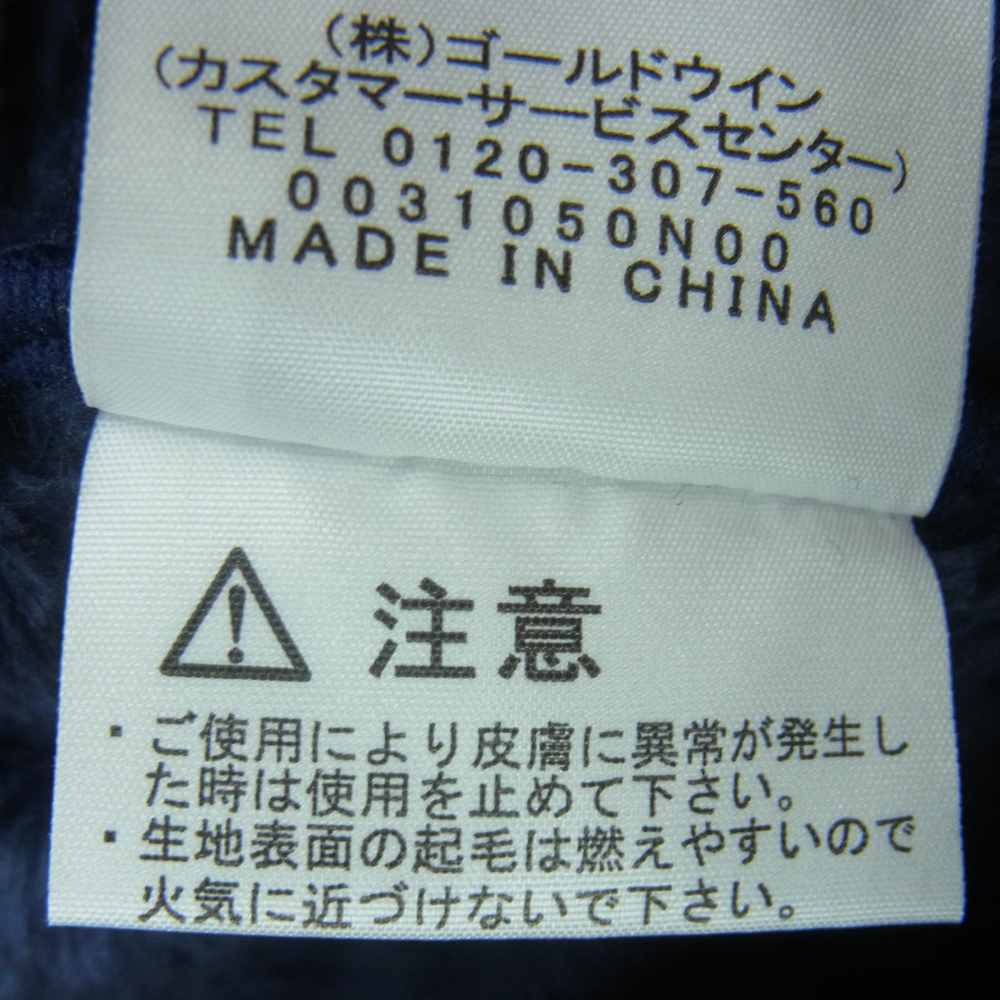 (株)ゴールドウイン
(カスタマーサービスセンター)
TEL 0120-307-560
0031050N00
MADE IN CHINA
注意
・ご使用により皮膚に異常が発生し
た時は使用を止めて下さい。
・生地表面の起毛は燃えやすいので
火気に近づけないで下さい。